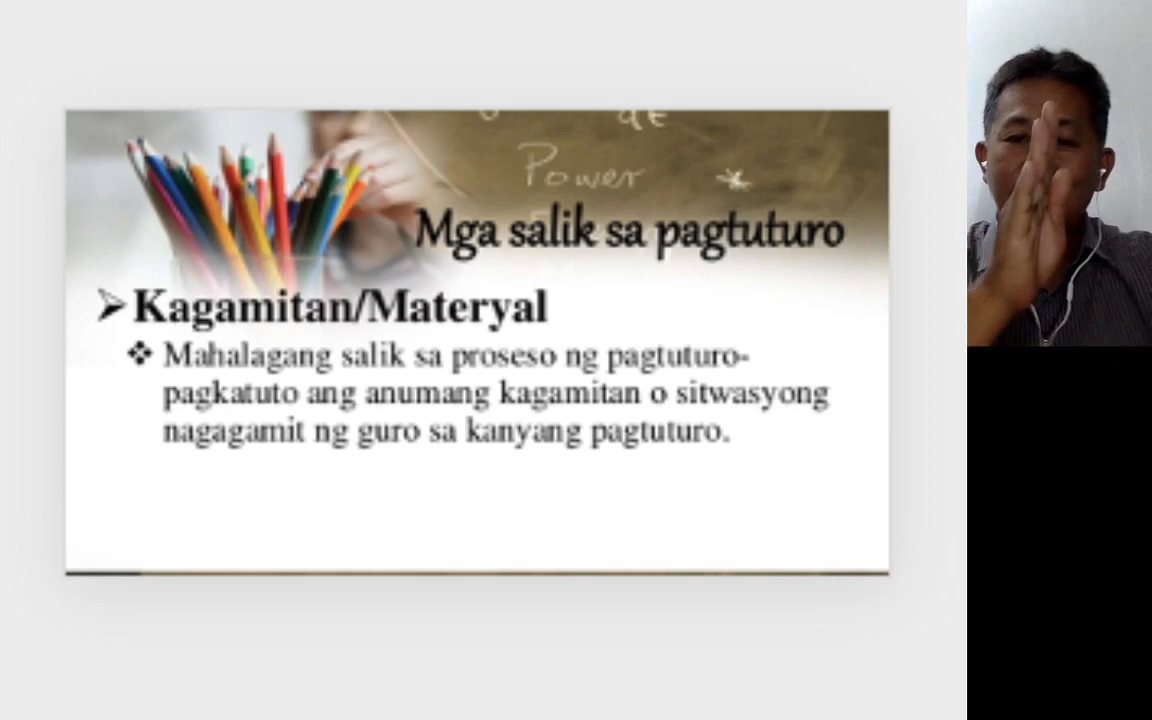 at
Power
Mga salik sa pagtuturo
➢Kagamitan/Materyal
❖ Mahalagang salik sa proseso ng pagtuturo-
pagkatuto ang anumang kagamitan o sitwasyong
nagagamit ng guro sa kanyang pagtuturo.